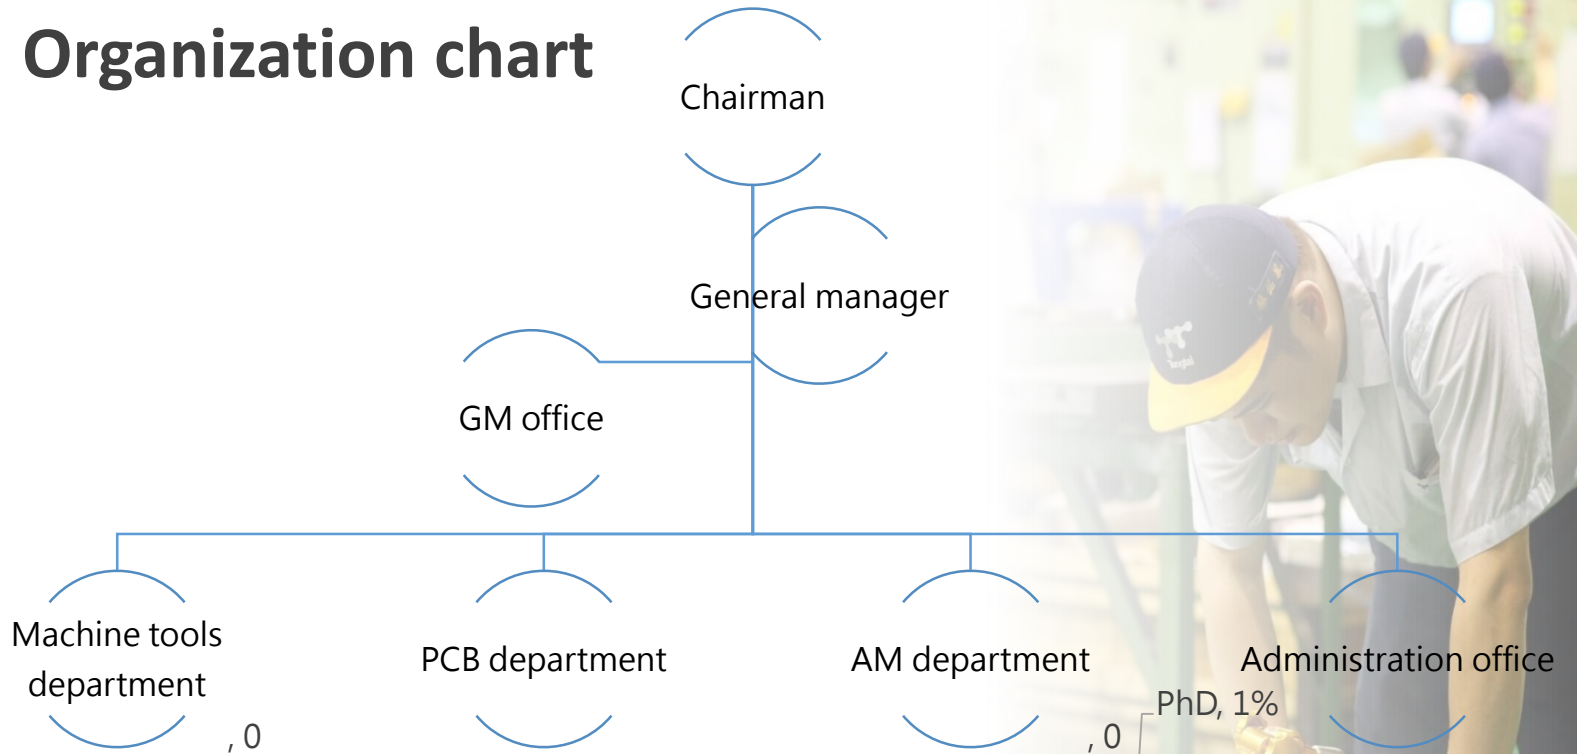 Organization chart
Chairman
General manager
GM office
Machine tools
department
PCB department
AM department
Administration office
PhD, 1%
, 0
, 0
Tongtai